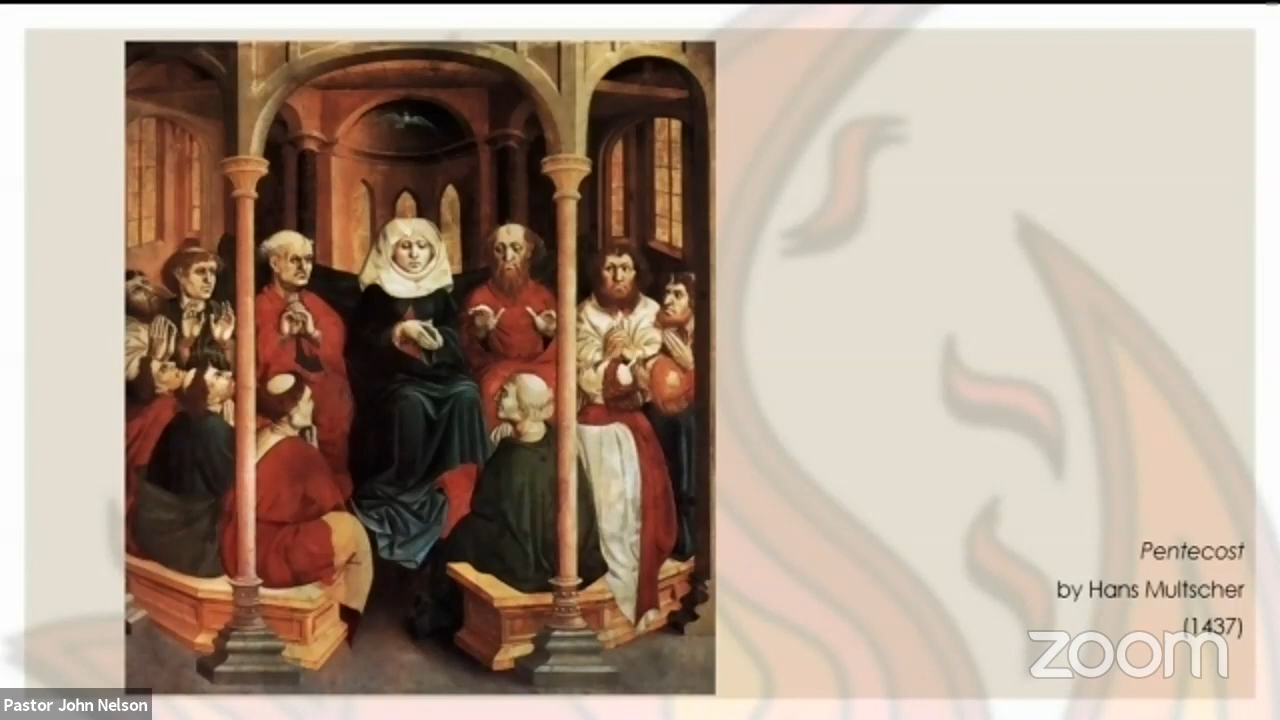 Pentecost
by Hans Multscher
(1437)
zoom
Pastor John Nelson